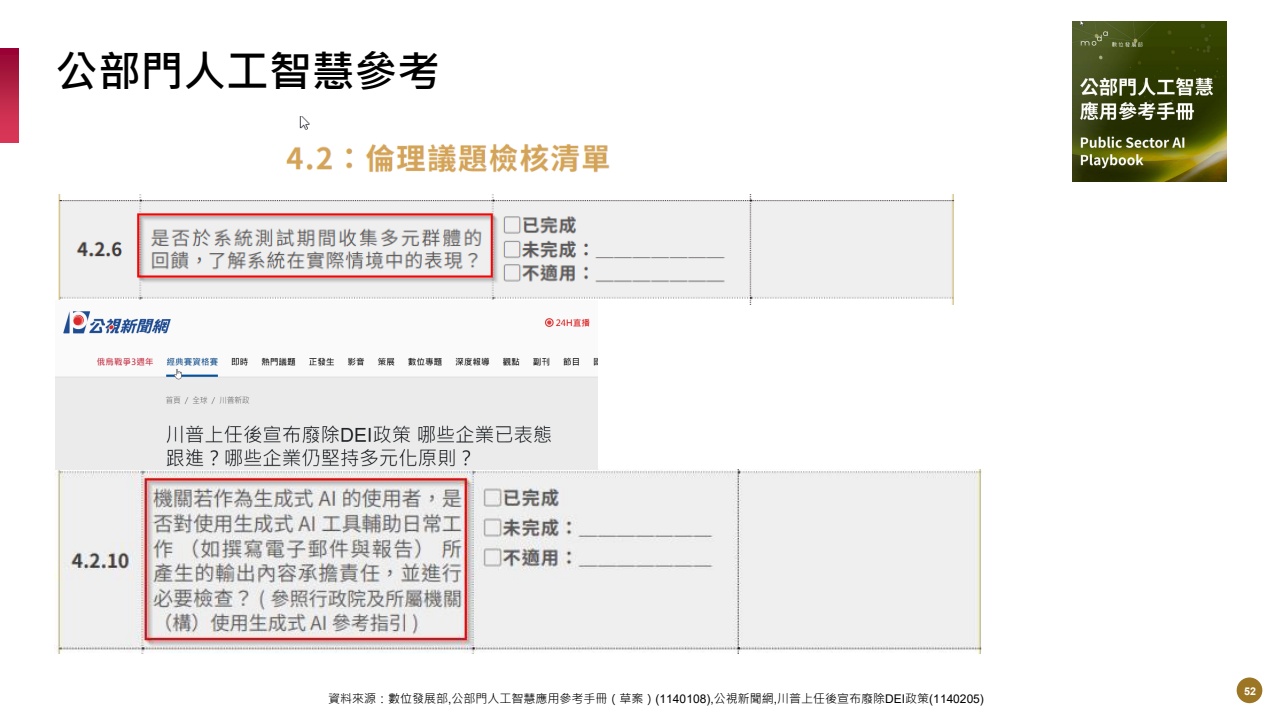 公部門人工智慧參考
moda 數位發展部
公部門人工智慧
應用參考手冊
Public Sector AI
Playbook
4.2：倫理議題檢核清單
4.2.6
是否於系統測試期間收集多元群體的
回饋，了解系統在實際情境中的表現？
□已完成
□未完成：______________
□不適用：______________
公視新聞網
24H直播
俄烏戰爭3週年 經典賽資格賽 即時 熱門議題 正發生 影音 策展 數位專題 深度報導 觀點 副刊 節目
首頁 / 全球 / 川普新政
川普上任後宣布廢除DEI政策 哪些企業已表態
跟進？哪些企業仍堅持多元化原則？
4.2.10
機關若作為生成式 AI 的使用者，是
否對使用生成式 AI 工具輔助日常工
作 （如撰寫電子郵件與報告） 所
產生的輸出內容承擔責任，並進行
必要檢查？ ( 參照行政院及所屬機關
（構）使用生成式 AI 參考指引 )
□已完成
□未完成：______________
□不適用：______________
資料來源：數位發展部,公部門人工智慧應用參考手冊 ( 草案 ) (1140108),公視新聞網,川普上任後宣布廢除DEI政策(1140205)
52